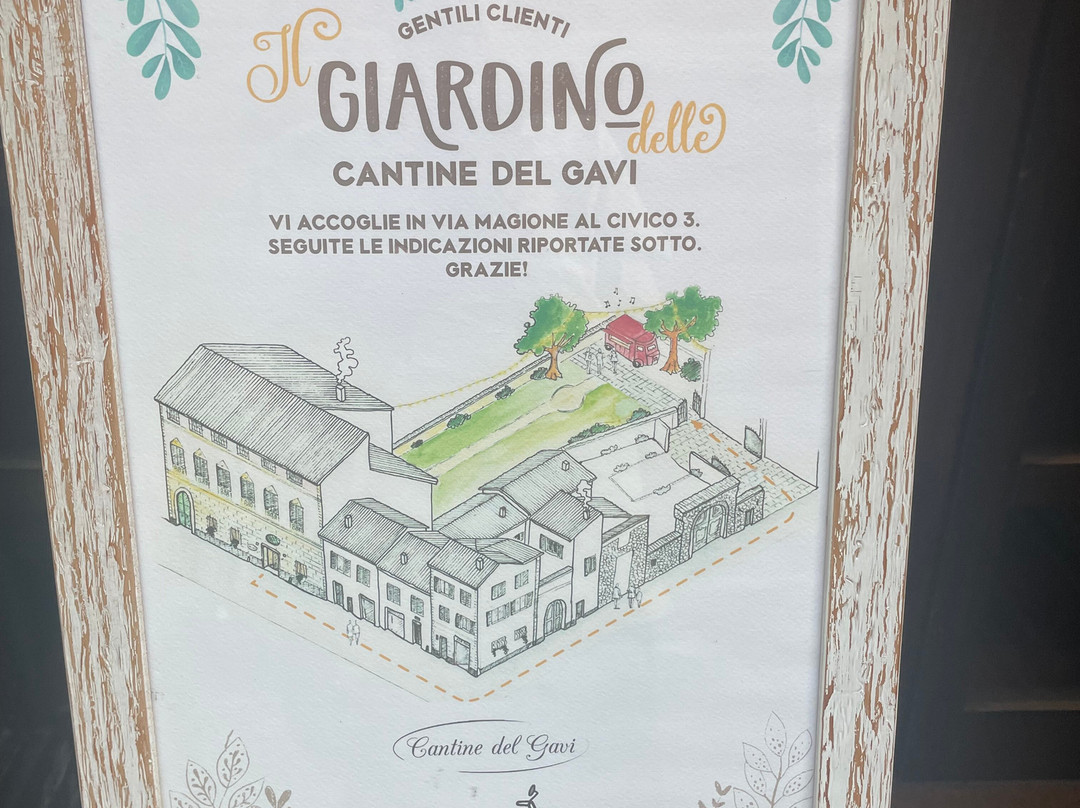 GENTILI CLIENTI
Il
GIARDINO
delle
CANTINE DEL GAVI
VI ACCOGLIE IN VIA MAGIONE AL CIVICO 3.
SEGUITE LE INDICAZIONI RIPORTATE SOTTO.
GRAZIE!
Cantine del Gavi